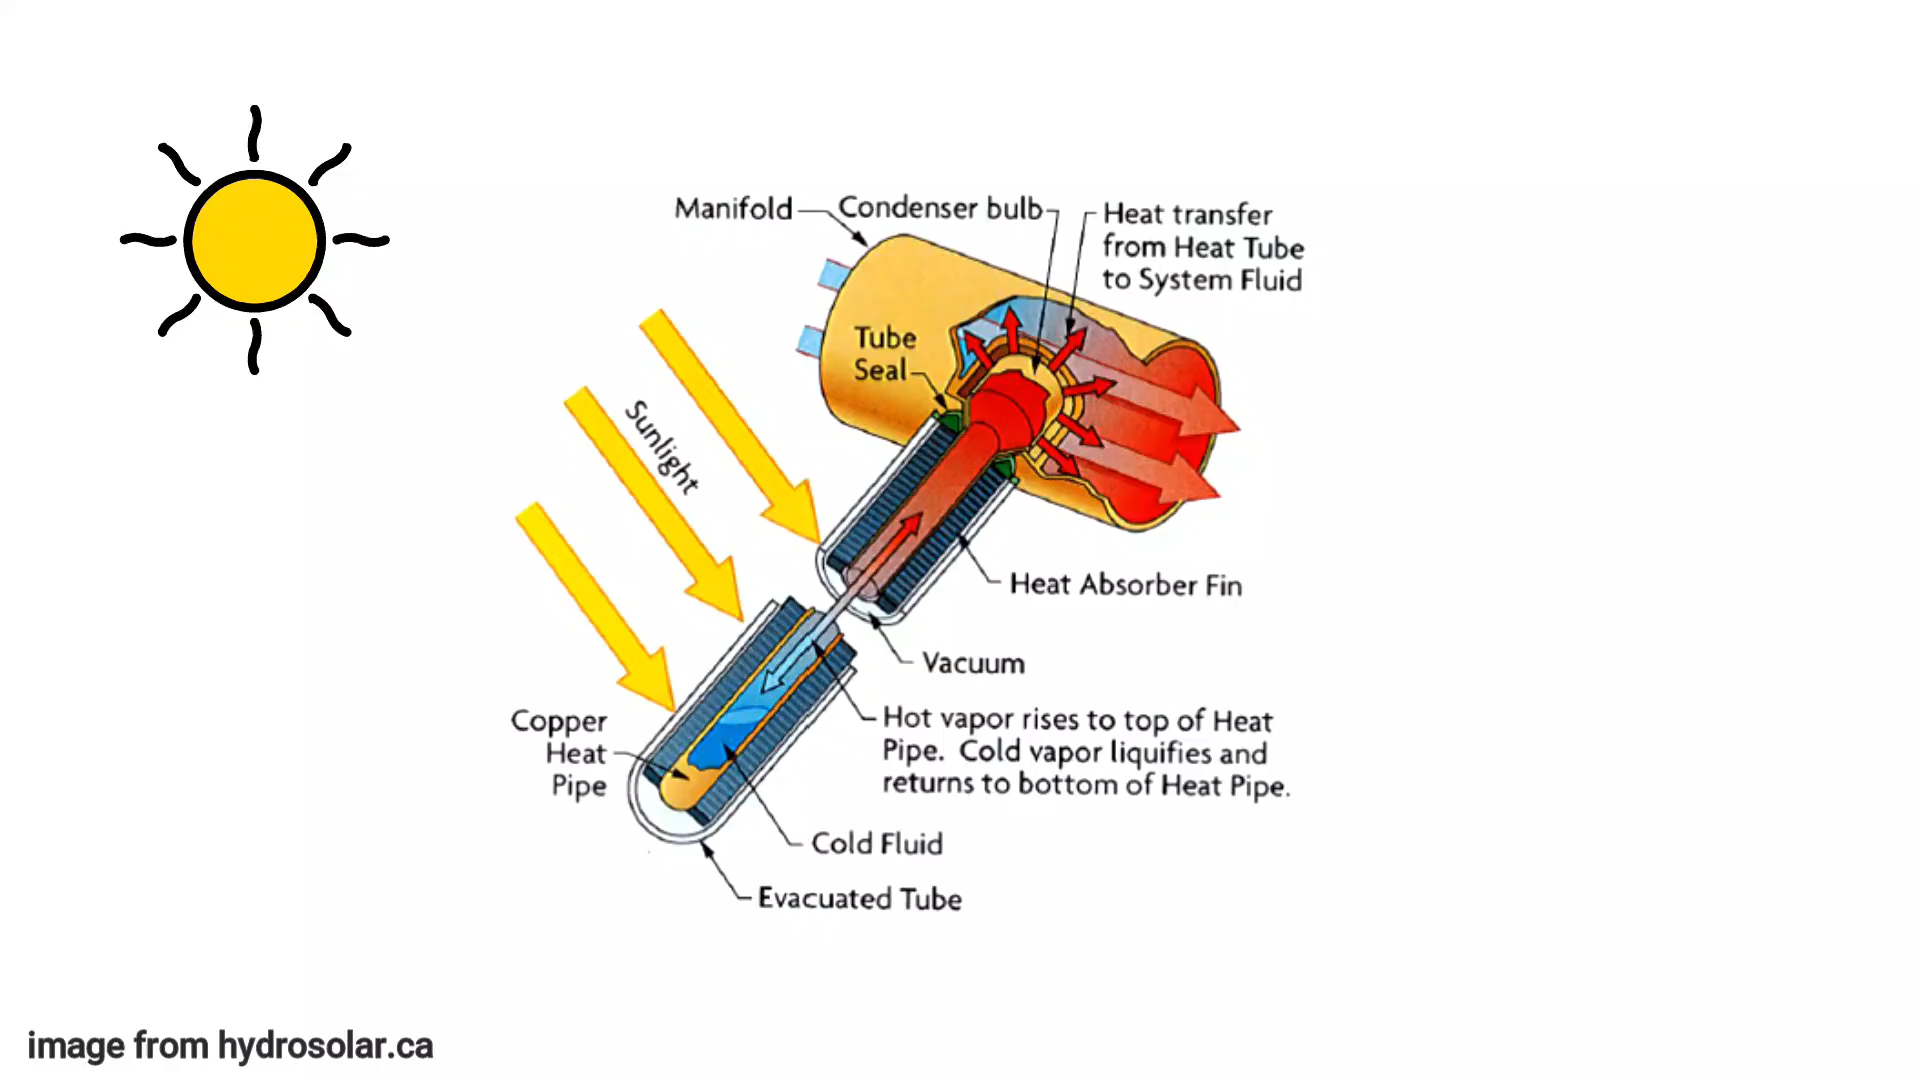 Manifold
Condenser bulb
Heat transfer
from Heat Tube
to System Fluid
Tube
Seal
Sunlight
Heat Absorber Fin
Vacuum
Copper
Heat
Pipe
Hot vapor rises to top of Heat
Pipe. Cold vapor liquifies and
returns to bottom of Heat Pipe.
Cold Fluid
Evacuated Tube
image from hydrosolar.ca